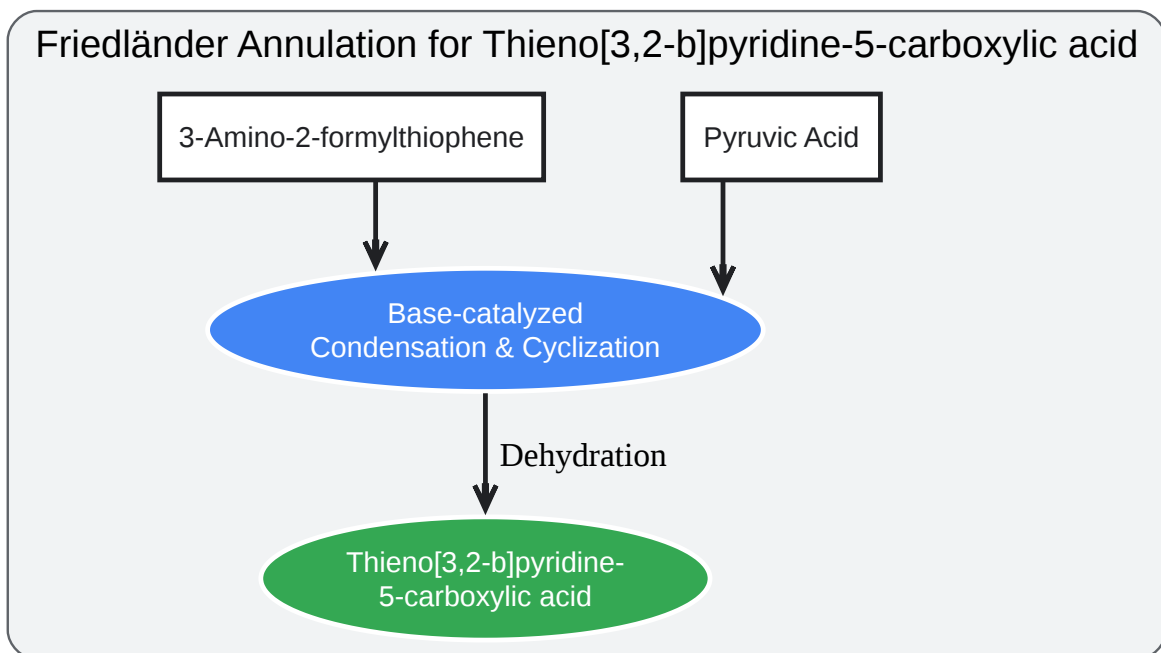 Friedländer Annulation for Thieno[3,2-b]pyridine-5-carboxylic acid
3-Amino-2-formylthiophene
Pyruvic Acid
Base-catalyzed
Condensation & Cyclization
Dehydration
Thieno[3,2-b]pyridine-
5-carboxylic acid